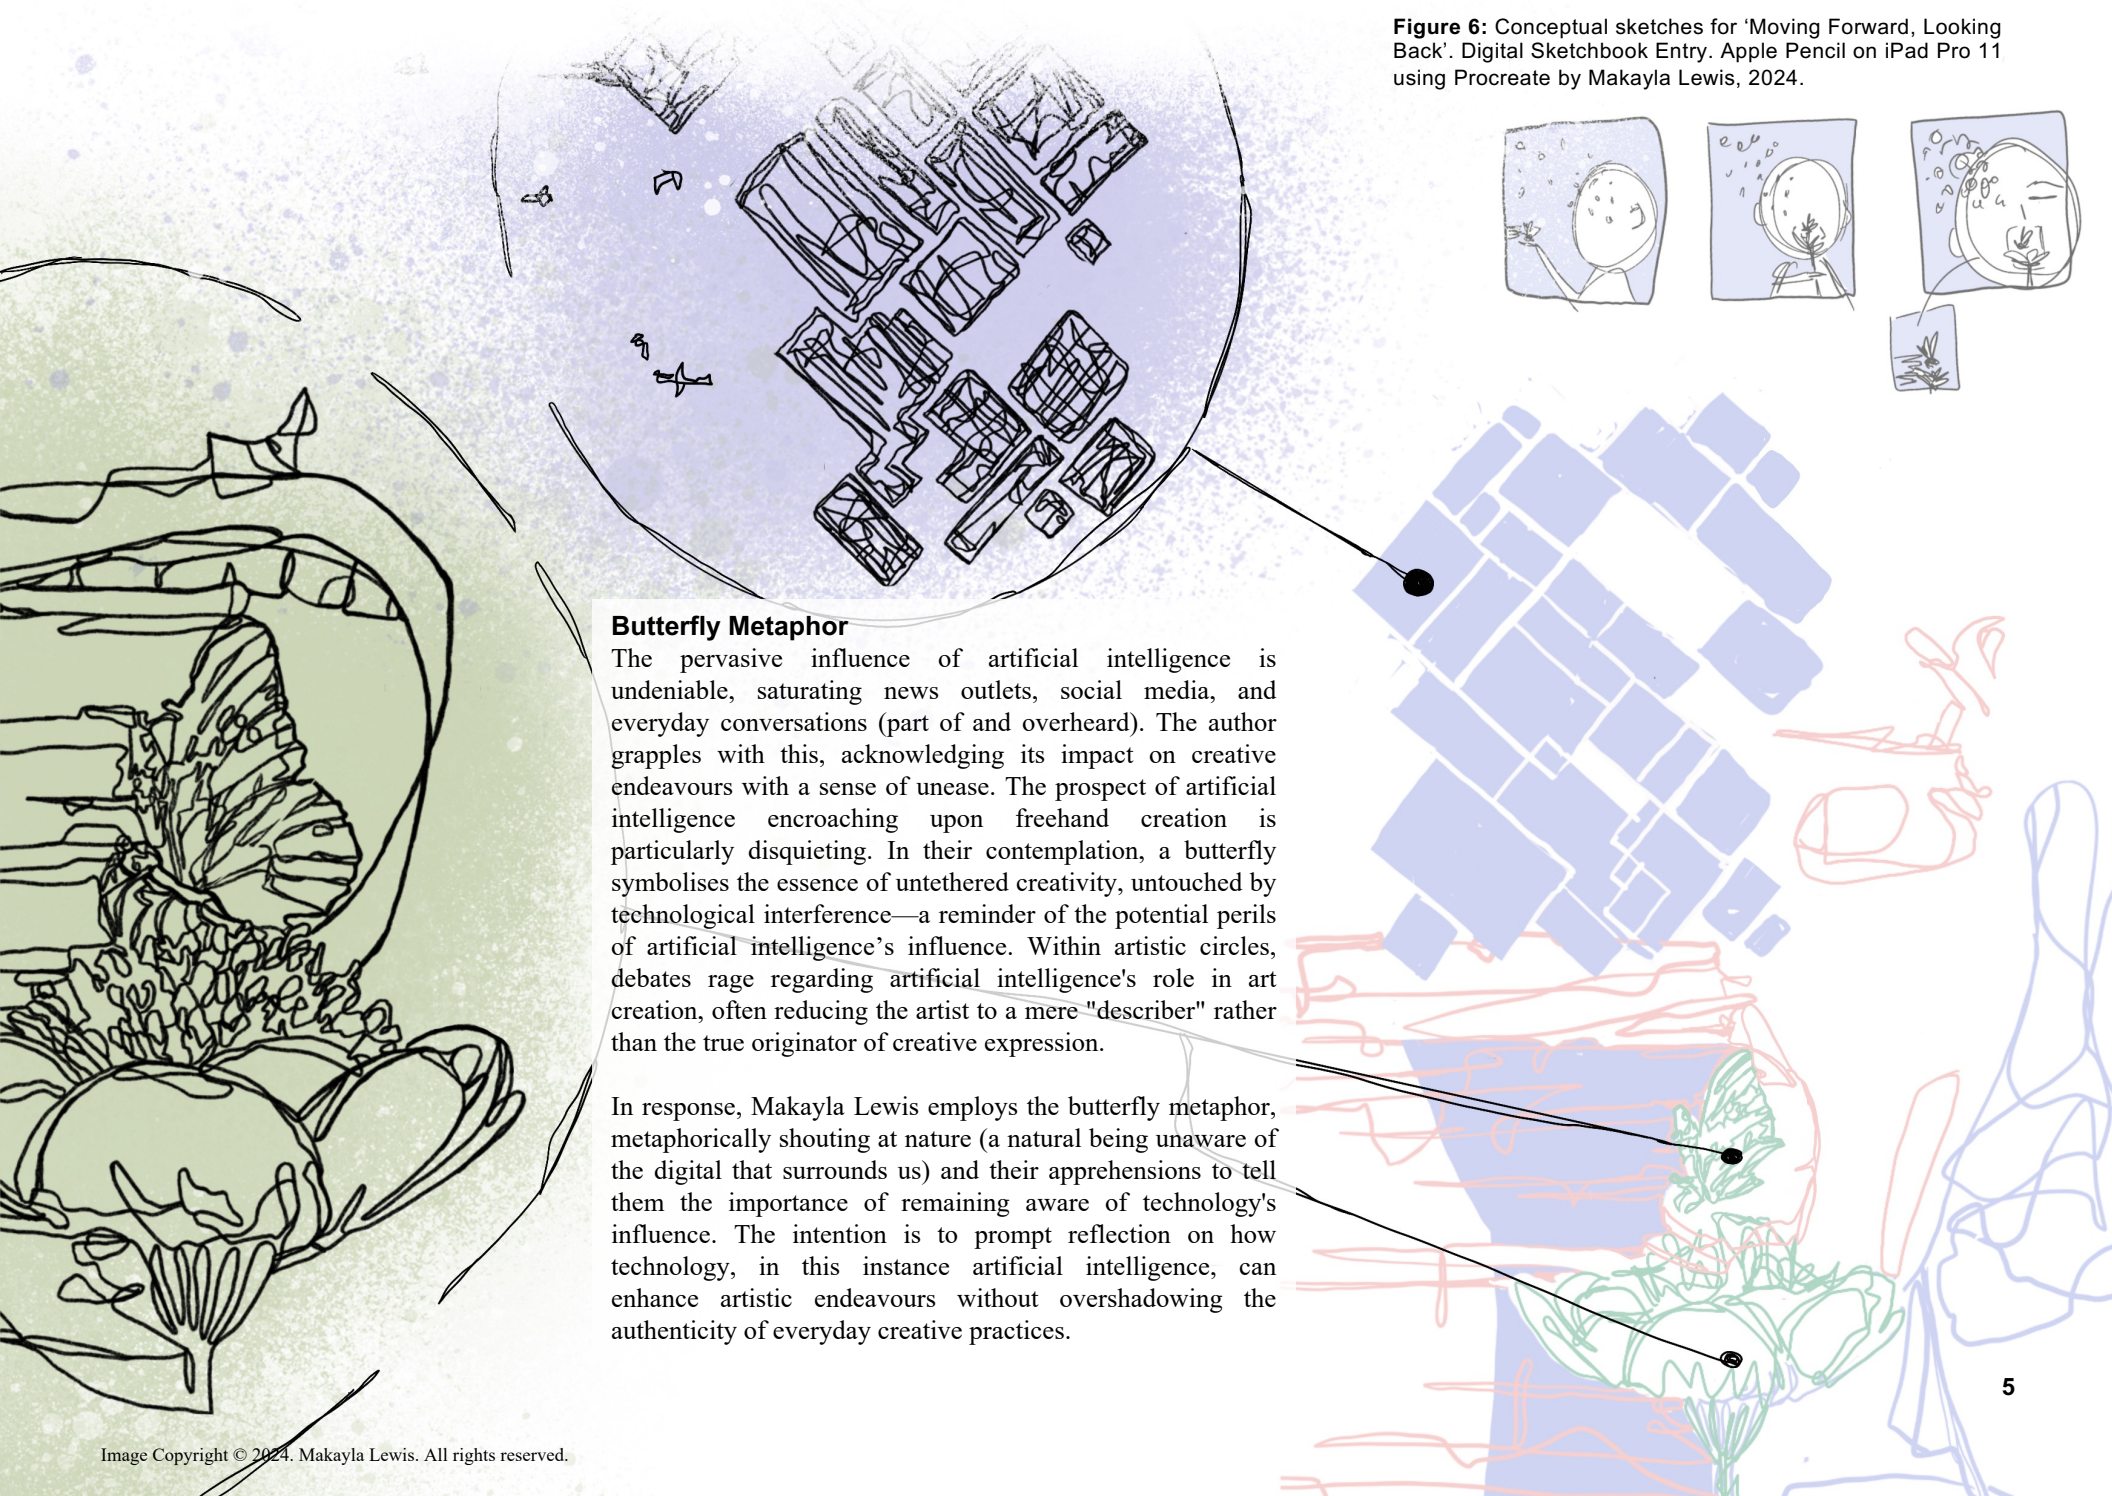 Figure 6: Conceptual sketches for ‘Moving Forward, Looking
Back’. Digital Sketchbook Entry. Apple Pencil on iPad Pro 11
using Procreate by Makayla Lewis, 2024.
Butterfly Metaphor
The pervasive influence of artificial intelligence is
undeniable, saturating news outlets, social media, and
everyday conversations (part of and overheard). The author
grapples with this, acknowledging its impact on creative
endeavours with a sense of unease. The prospect of artificial
intelligence encroaching upon freehand creation is
particularly disquieting. In their contemplation, a butterfly
symbolises the essence of untethered creativity, untouched by
technological interference—a reminder of the potential perils
of artificial intelligence’s influence. Within artistic circles,
debates rage regarding artificial intelligence's role in art
creation, often reducing the artist to a mere "describer" rather
than the true originator of creative expression.
In response, Makayla Lewis employs the butterfly metaphor,
metaphorically shouting at nature (a natural being unaware of
the digital that surrounds us) and their apprehensions to tell
them the importance of remaining aware of technology's
influence. The intention is to prompt reflection on how
technology, in this instance artificial intelligence, can
enhance artistic endeavours without overshadowing the
authenticity of everyday creative practices.
5
Image Copyright © 2024. Makayla Lewis. All rights reserved.